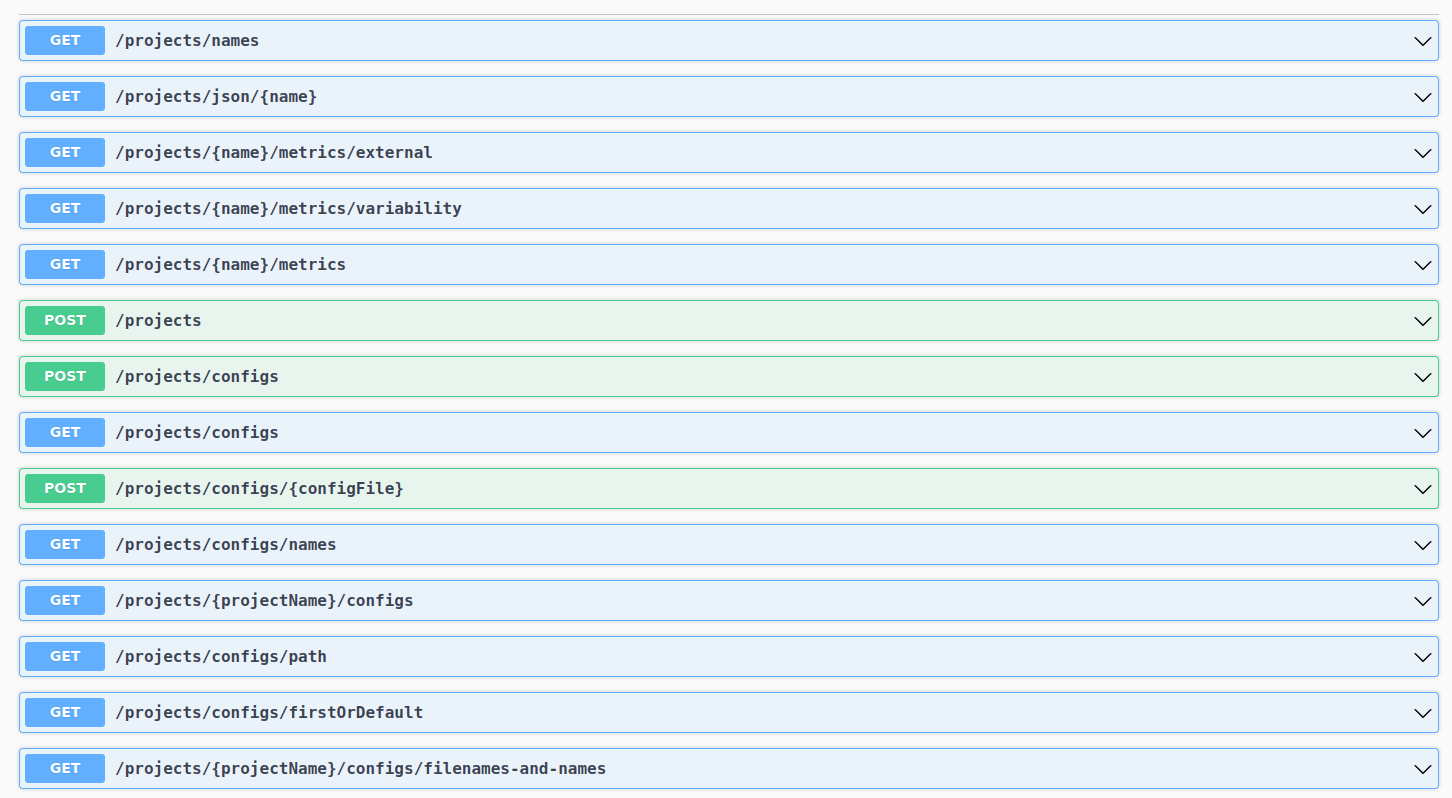 GET /projects/names
GET /projects/json/{name}
GET /projects/{name}/metrics/external
GET /projects/{name}/metrics/variability
GET /projects/{name}/metrics
POST /projects
POST /projects/configs
GET /projects/configs
POST /projects/configs/{configFile}
GET /projects/configs/names
GET /projects/{projectName}/configs
GET /projects/configs/path
GET /projects/configs/firstOrDefault
GET /projects/{projectName}/configs/filenames-and-names